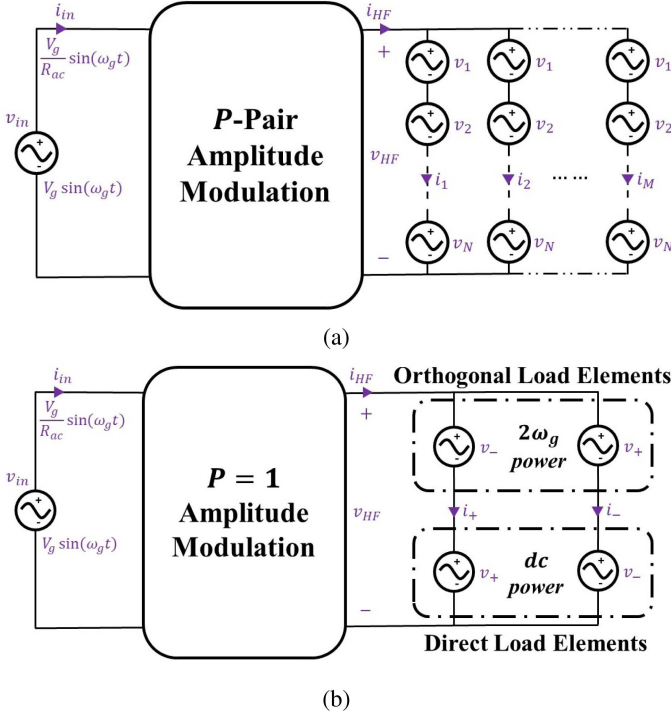 i_in
V_g/R_ac sin(ω_g t)
v_in
V_g sin(ω_g t)
P-Pair
Amplitude
Modulation
i_HF
+
v_HF
−
+ - v_1 + - v_1 + - v_1
+ - v_2 + - v_2 + - v_2
i_1 i_2 ... ... i_M
+ - v_N + - v_N + - v_N
(a)
i_in
V_g/R_ac sin(ω_g t)
v_in
V_g sin(ω_g t)
P = 1
Amplitude
Modulation
i_HF
+
v_HF
−
Orthogonal Load Elements
+ - v_− 2ω_g + - v_+
power
i_+ i_−
+ - v_+ dc + - v_−
power
Direct Load Elements
(b)